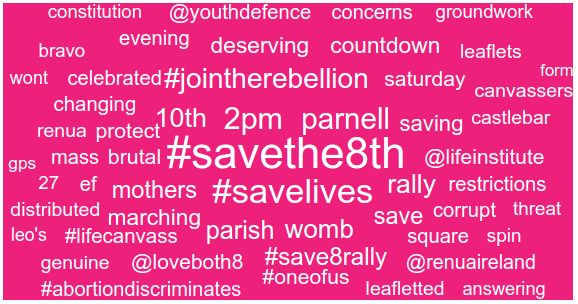 constitution @youthdefence concerns groundwork
bravo evening deserving countdown leaflets
wont celebrated #jointherebellion saturday form
changing canvassers
10th 2pm parnell saving castlebar
renua protect
gps mass brutal #savethe8th @lifeinstitute
27 ef mothers #savelives rally restrictions
distributed marching save corrupt threat
leo's #lifecanvass parish womb square spin
genuine @loveboth8 #save8rally @renuaireland
#oneofus
#abortiondiscriminates leafletted answering